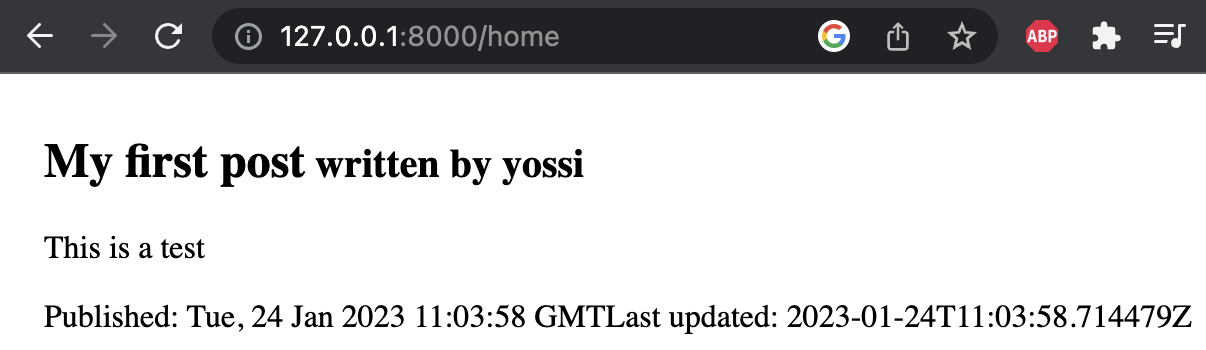 127.0.0.1:8000/home
ABP
My first post written by yossi
This is a test
Published: Tue, 24 Jan 2023 11:03:58 GMTLast updated: 2023-01-24T11:03:58.714479Z